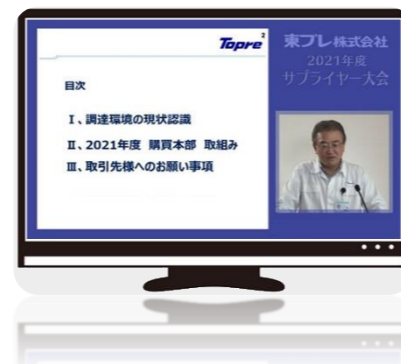 Topre
2
東プレ株式会社
2021年度
サプライヤー大会
目次
Ⅰ、調達環境の現状認識
Ⅱ、2021年度 購買本部 取組み
Ⅲ、取引先様へのお願い事項